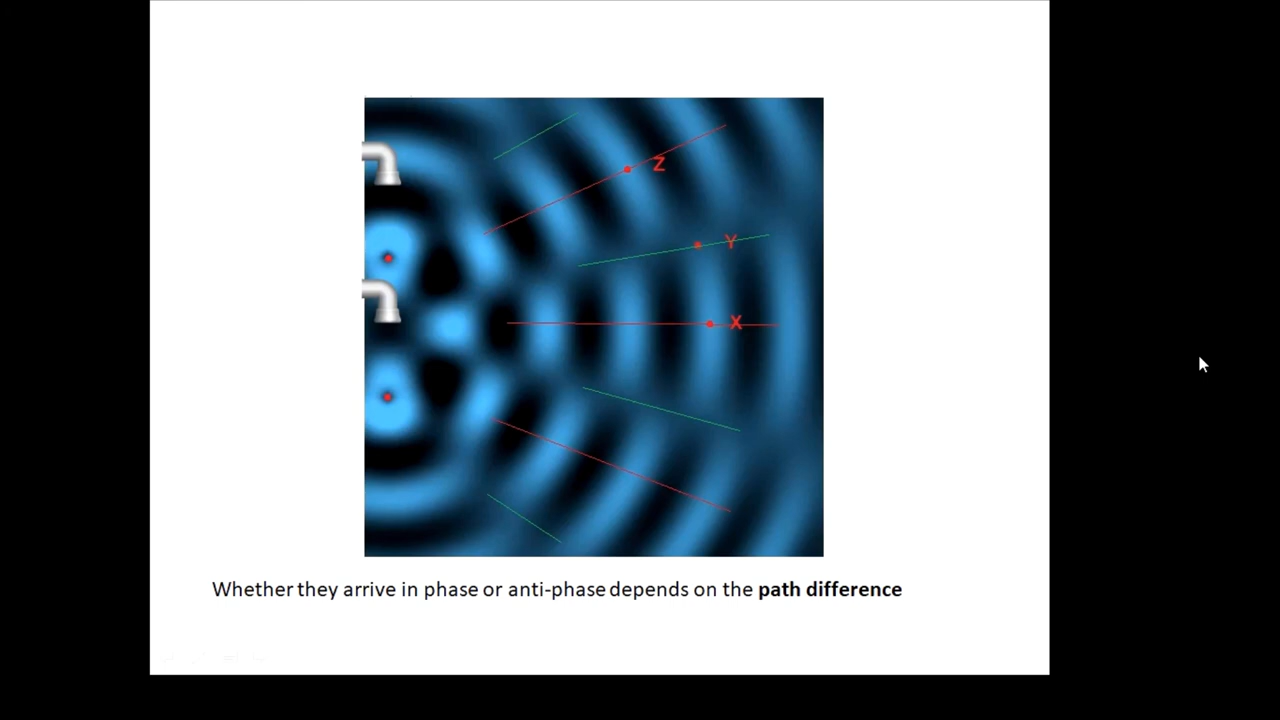 Z
Y
X
Whether they arrive in phase or anti-phase depends on the path difference